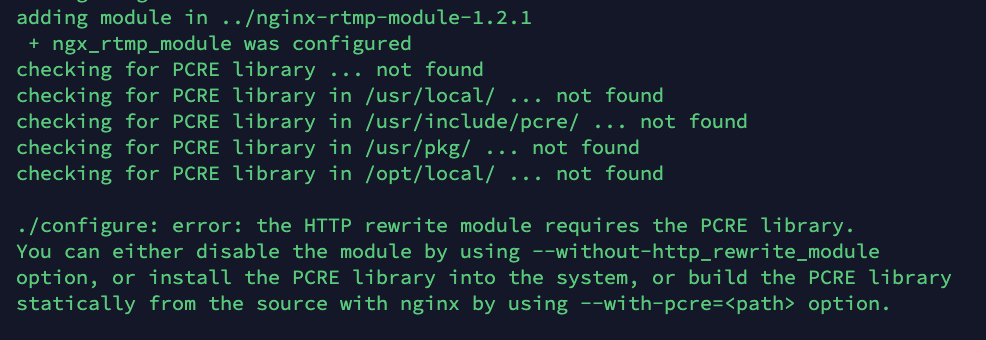 adding module in ../nginx-rtmp-module-1.2.1
 + ngx_rtmp_module was configured
checking for PCRE library ... not found
checking for PCRE library in /usr/local/ ... not found
checking for PCRE library in /usr/include/pcre/ ... not found
checking for PCRE library in /usr/pkg/ ... not found
checking for PCRE library in /opt/local/ ... not found

./configure: error: the HTTP rewrite module requires the PCRE library.
You can either disable the module by using --without-http_rewrite_module
option, or install the PCRE library into the system, or build the PCRE library
statically from the source with nginx by using --with-pcre=<path> option.